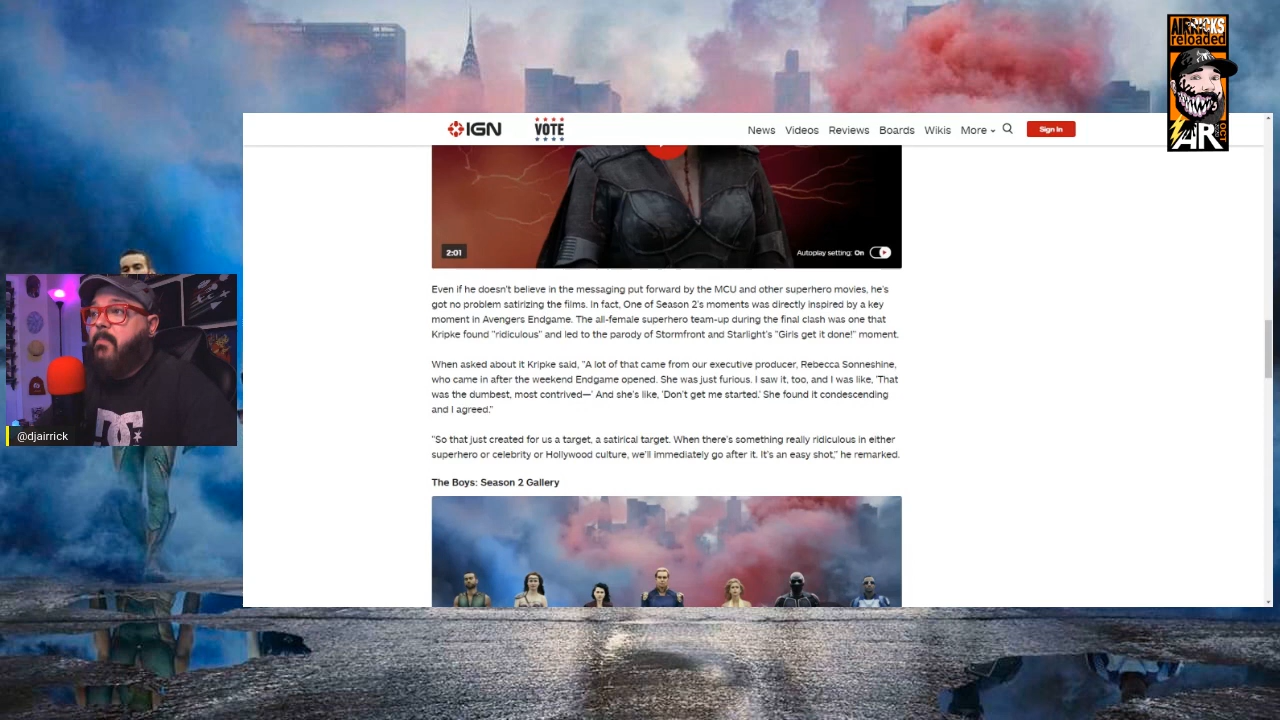 AIRRICKS
reloaded
AR
OCT
IGN
VOTE
News
Videos
Reviews
Boards
Wikis
More
Sign In
2:01
Autoplay setting: On
Even if he doesn't believe in the messaging put forward by the MCU and other superhero movies, he's
got no problem satirizing the films. In fact, One of Season 2's moments was directly inspired by a key
moment in Avengers Endgame. The all-female superhero team-up during the final clash was one that
Kripke found "ridiculous" and led to the parody of Stormfront and Starlight's "Girls get it done!" moment.
When asked about it Kripke said, "A lot of that came from our executive producer, Rebecca Sonneshine,
who came in after the weekend Endgame opened. She was just furious. I saw it, too, and I was like, 'That
was the dumbest, most contrived—' And she's like, 'Don't get me started.' She found it condescending
and I agreed."
"So that just created for us a target, a satirical target. When there's something really ridiculous in either
superhero or celebrity or Hollywood culture, we'll immediately go after it. It's an easy shot," he remarked.
The Boys: Season 2 Gallery
DC
@djairrick